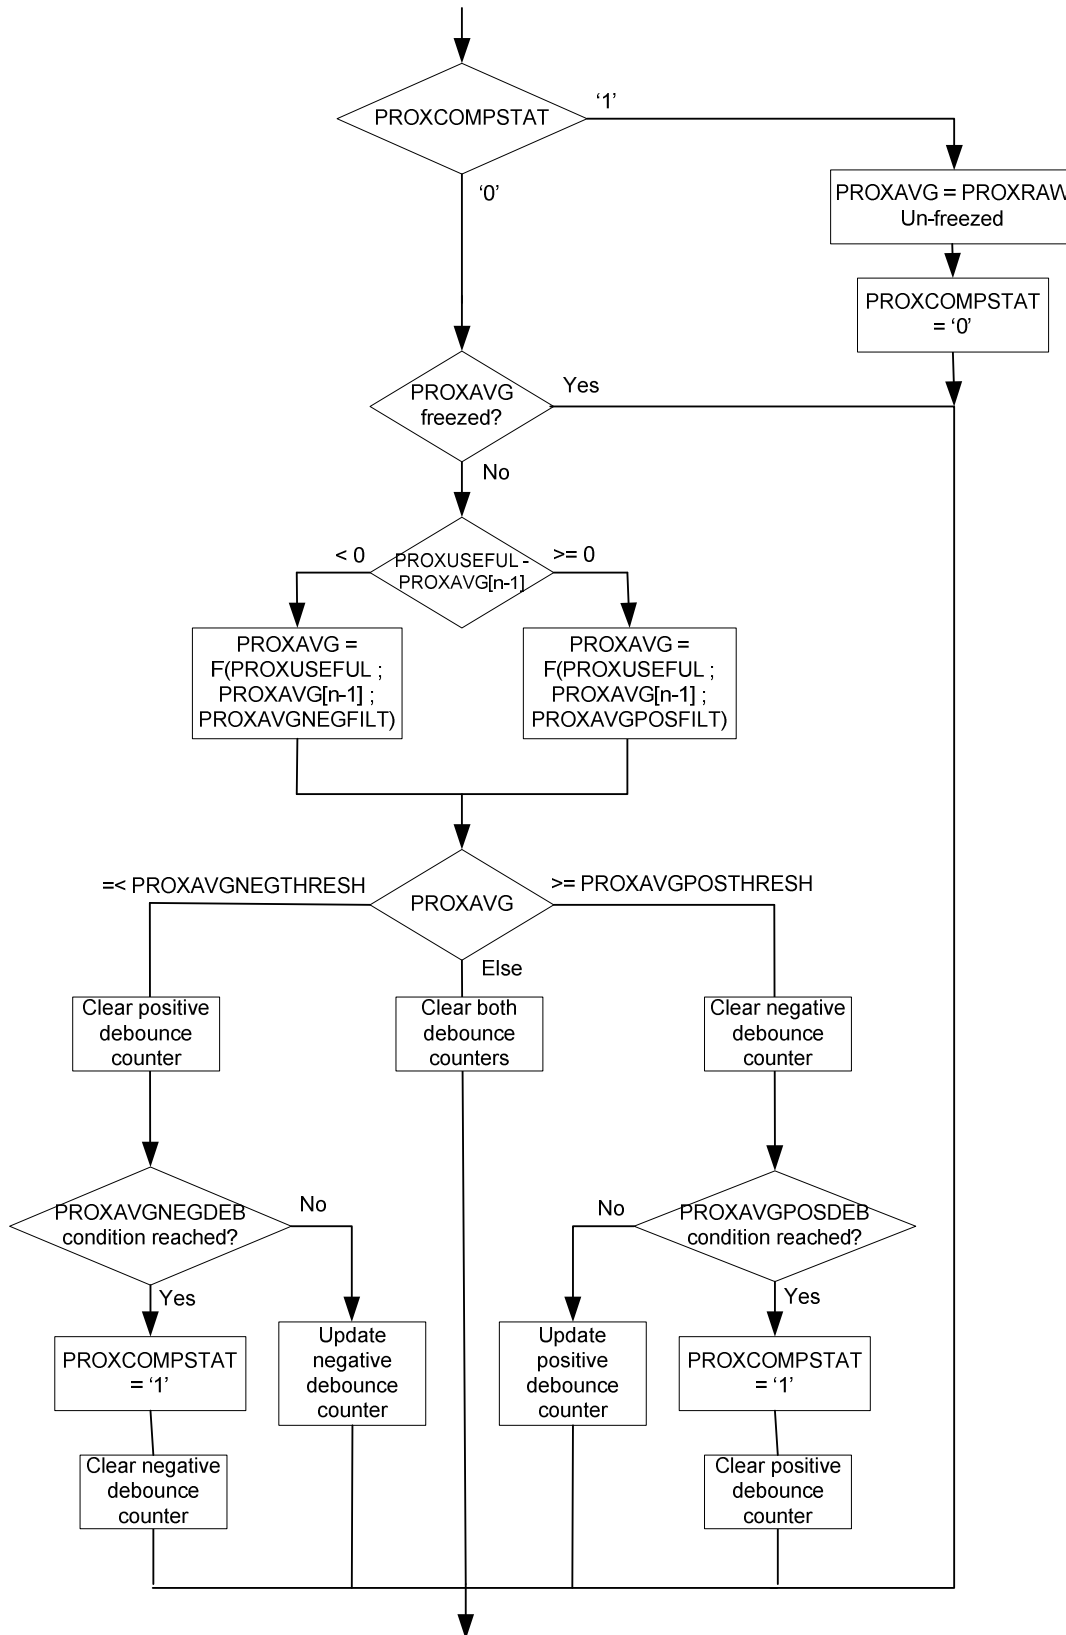 PROXCOMPSTAT
‘1’
‘0’
PROXAVG = PROXRAW
Un-freezed
PROXCOMPSTAT
= ‘0’
PROXAVG
freezed?
Yes
No
< 0
PROXUSEFUL -
PROXAVG[n-1]
>= 0
PROXAVG =
F(PROXUSEFUL ;
PROXAVG[n-1] ;
PROXAVGNEGFILT)
PROXAVG =
F(PROXUSEFUL ;
PROXAVG[n-1] ;
PROXAVGPOSFILT)
=< PROXAVGNEGTHRESH
PROXAVG
>= PROXAVGPOSTHRESH
Else
Clear positive
debounce
counter
Clear both
debounce
counters
Clear negative
debounce
counter
PROXAVGNEGDEB
condition reached?
No
Yes
No
PROXAVGPOSDEB
condition reached?
Yes
PROXCOMPSTAT
= ‘1’
Update
negative
debounce
counter
Update
positive
debounce
counter
PROXCOMPSTAT
= ‘1’
Clear negative
debounce
counter
Clear positive
debounce
counter